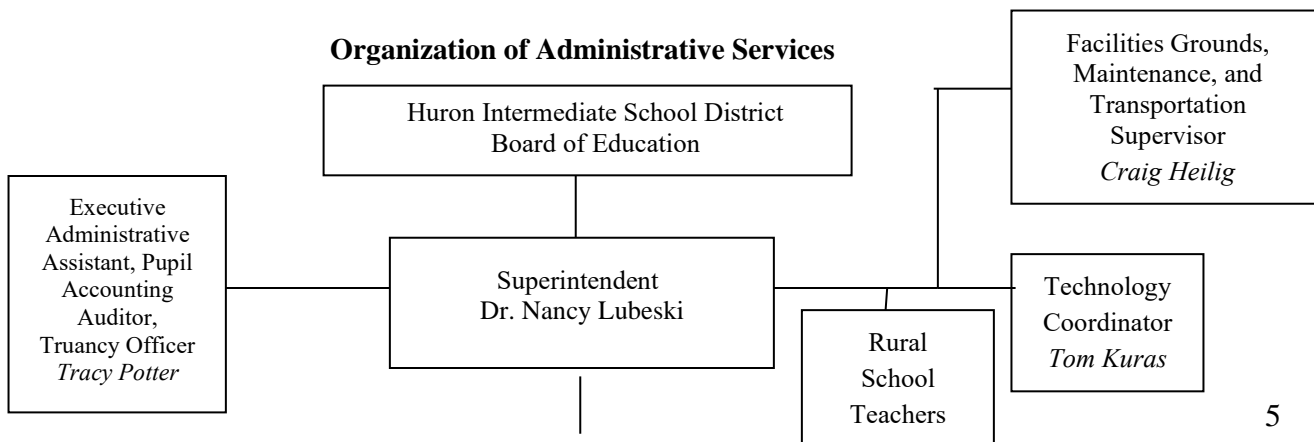 Organization of Administrative Services
Huron Intermediate School District
Board of Education
Facilities Grounds,
Maintenance, and
Transportation
Supervisor
Craig Heilig
Executive
Administrative
Assistant, Pupil
Accounting
Auditor,
Truancy Officer
Tracy Potter
Superintendent
Dr. Nancy Lubeski
Rural
School
Teachers
Technology
Coordinator
Tom Kuras
5